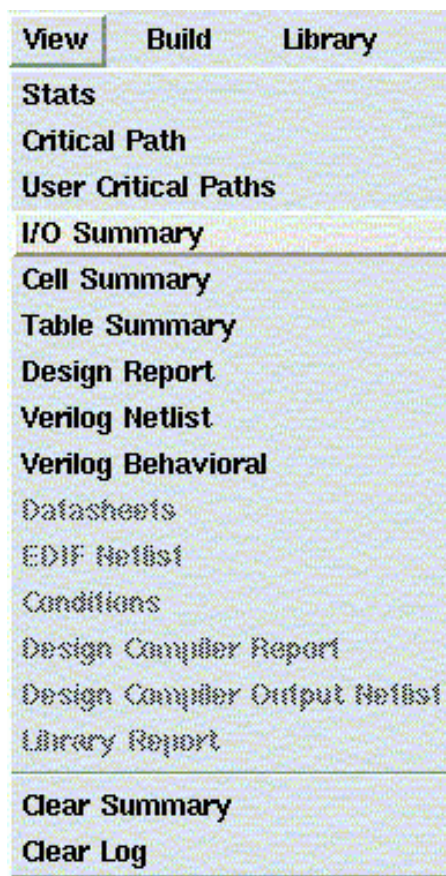 View Build Library
Stats
Critical Path
User Critical Paths
I/O Summary
Cell Summary
Table Summary
Design Report
Verilog Netlist
Verilog Behavioral
Datasheets
EDIF Netlist
Conditions
Design Compiler Report
Design Compiler Output Netlist
Library Report
Clear Summary
Clear Log